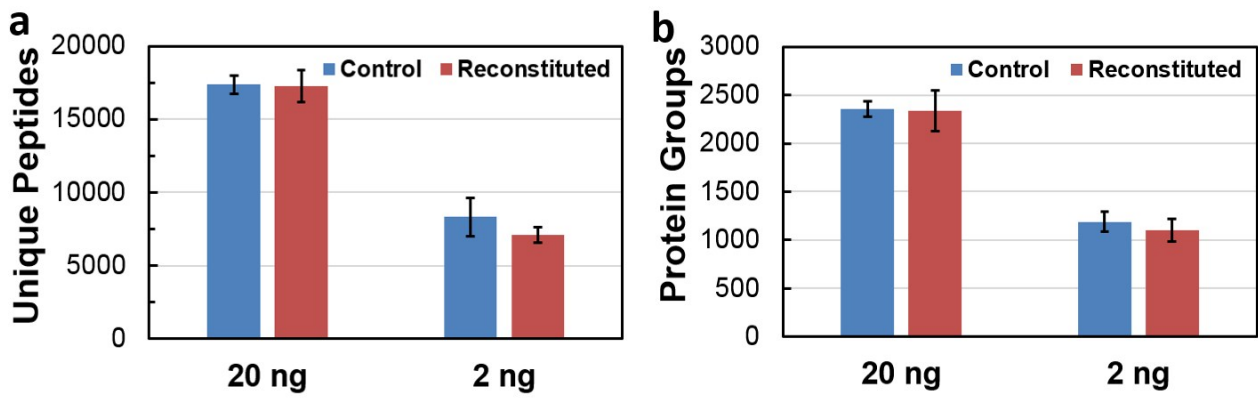 a
Unique Peptides
20000
15000
10000
5000
0
Control Reconstituted
20 ng 2 ng
b
Protein Groups
3000
2500
2000
1500
1000
500
0
Control Reconstituted
20 ng 2 ng